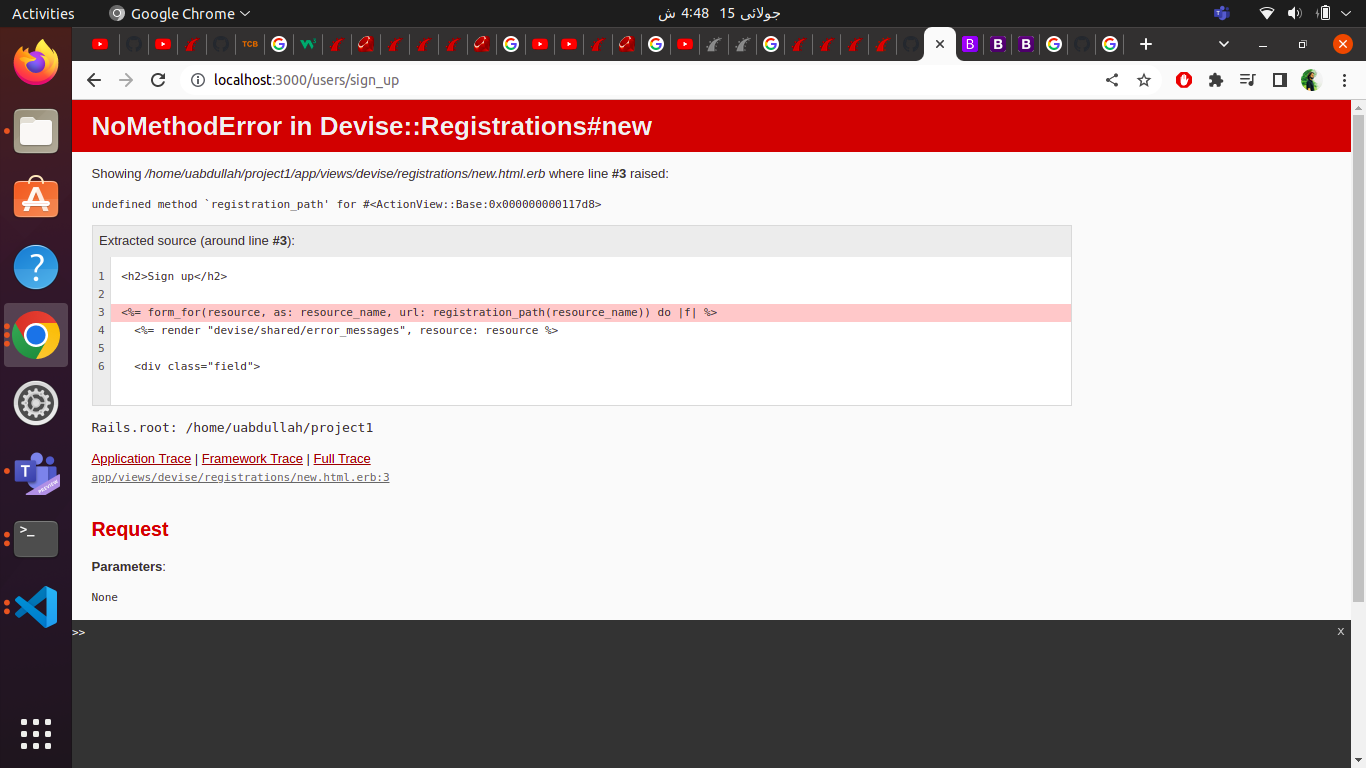 Activities
Google Chrome
جولائی 15  4:48 ش
TCB
localhost:3000/users/sign_up
NoMethodError in Devise::Registrations#new
Showing /home/uabdullah/project1/app/views/devise/registrations/new.html.erb where line #3 raised:
undefined method `registration_path' for #<ActionView::Base:0x000000000117d8>
Extracted source (around line #3):
1 <h2>Sign up</h2>
2
3 <%= form_for(resource, as: resource_name, url: registration_path(resource_name)) do |f| %>
4 <%= render "devise/shared/error_messages", resource: resource %>
5
6 <div class="field">
Rails.root: /home/uabdullah/project1
Application Trace | Framework Trace | Full Trace
app/views/devise/registrations/new.html.erb:3
Request
Parameters:
None
>>
x